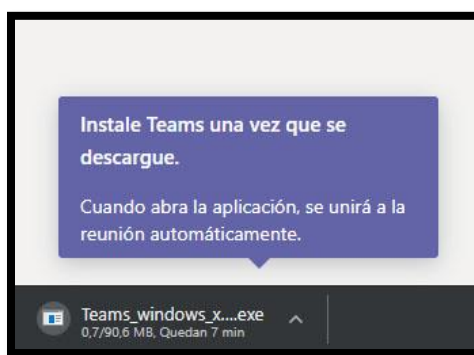 Instale Teams una vez que se
descargue.
Cuando abra la aplicación, se unirá a la
reunión automáticamente.
Teams_windows_x....exe
0,7/90,6 MB, Quedan 7 min